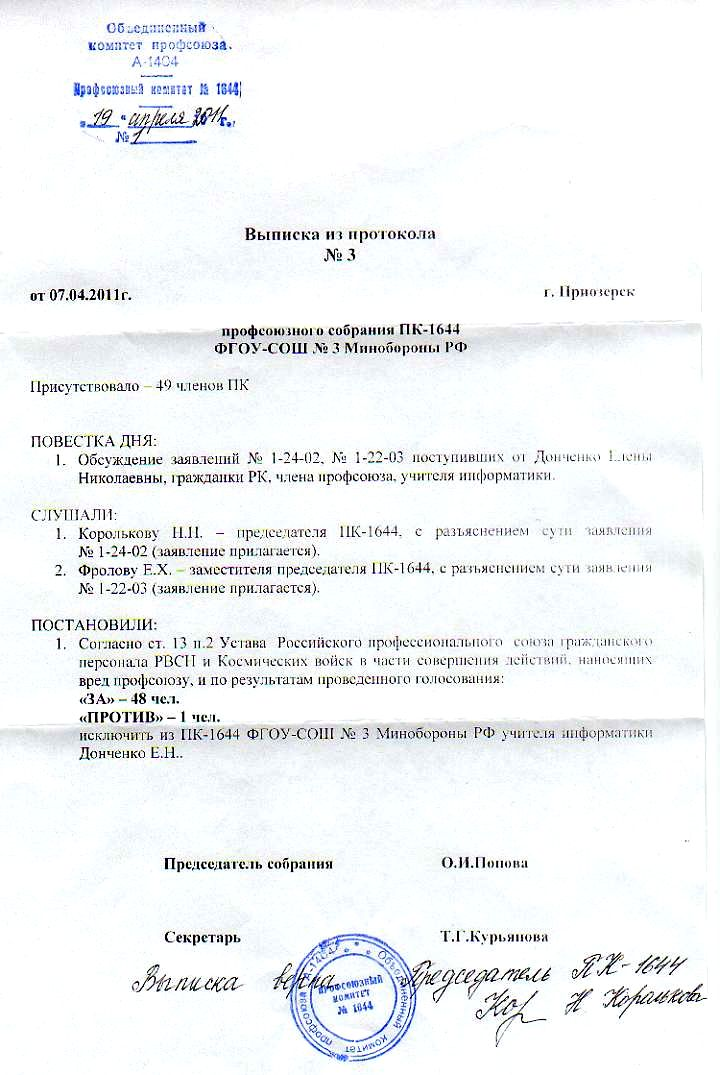 Объединенный
комитет профсоюза.
А-1404
Профсоюзный комитет № 1644
„19 “ апреля 2011 г.
№ 1
Выписка из протокола
№ 3
от 07.04.2011г. г. Приозерск
профсоюзного собрания ПК-1644
ФГОУ-СОШ № 3 Минобороны РФ
Присутствовало – 49 членов ПК
ПОВЕСТКА ДНЯ:
1. Обсуждение заявлений № 1-24-02, № 1-22-03 поступивших от Донченко Елены
Николаевны, гражданки РК, члена профсоюза, учителя информатики.
СЛУШАЛИ:
1. Королькову Н.Н. – председателя ПК-1644, с разъяснением сути заявления
№ 1-24-02 (заявление прилагается).
2. Фролову Е.Х. – заместителя председателя ПК-1644, с разъяснением сути заявления
№ 1-22-03 (заявление прилагается).
ПОСТАНОВИЛИ:
1. Согласно ст. 13 п.2 Устава Российского профессионального союза гражданского
персонала РВСН и Космических войск в части совершения действий, наносящих
вред профсоюзу, и по результатам проведенного голосования:
«ЗА» – 48 чел.
«ПРОТИВ» – 1 чел.
исключить из ПК-1644 ФГОУ-СОШ № 3 Минобороны РФ учителя информатики
Донченко Е.Н..
Председатель собрания О.И.Попова
Секретарь Т.Г.Курьянова
Выписка верна Председатель ПК-1644
Кор Н Королькова
Объединенный комитет профсоюза А-1404
ПРОФСОЮЗНЫЙ
КОМИТЕТ
№ 1644